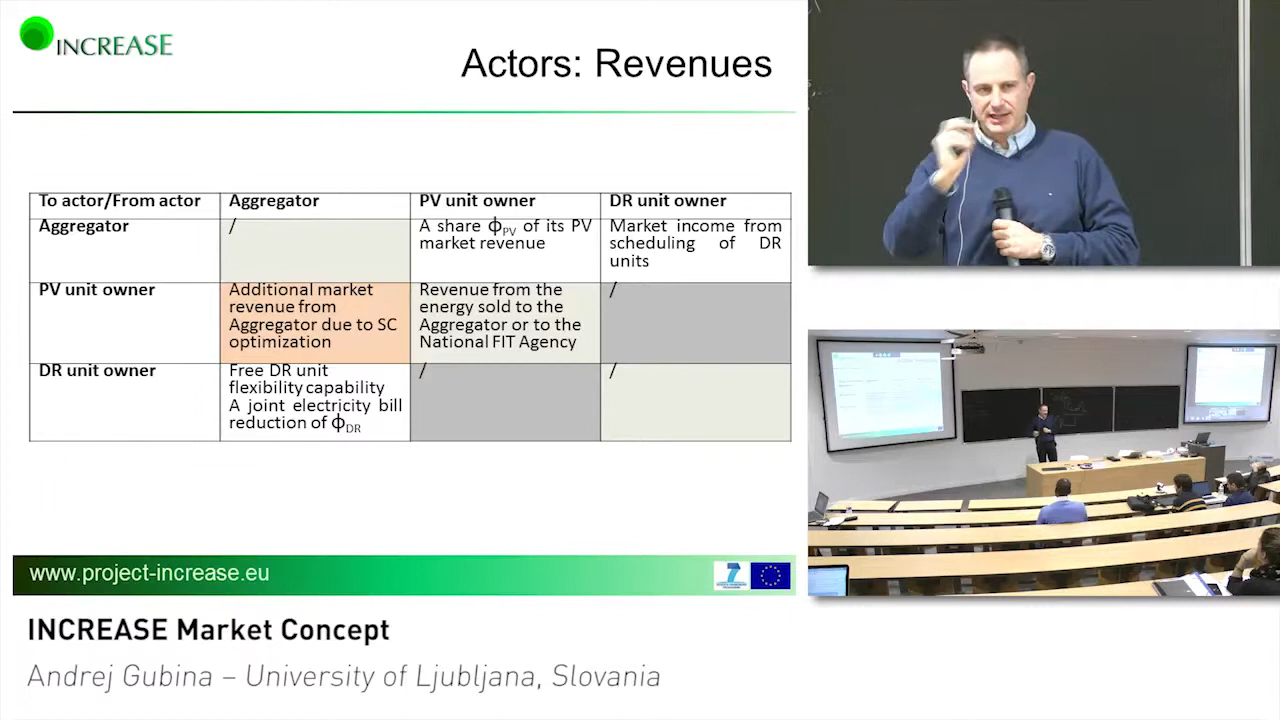 INCREASE
Actors: Revenues
To actor/From actor
Aggregator
PV unit owner
DR unit owner
Aggregator
/
A share ϕPV of its PV
market revenue
Market income from
scheduling of DR
units
PV unit owner
Additional market
revenue from
Aggregator due to SC
optimization
Revenue from the
energy sold to the
Aggregator or to the
National FIT Agency
/
DR unit owner
Free DR unit
flexibility capability
A joint electricity bill
reduction of ϕDR
/
/
www.project-increase.eu
INCREASE Market Concept
Andrej Gubina – University of Ljubljana, Slovenia